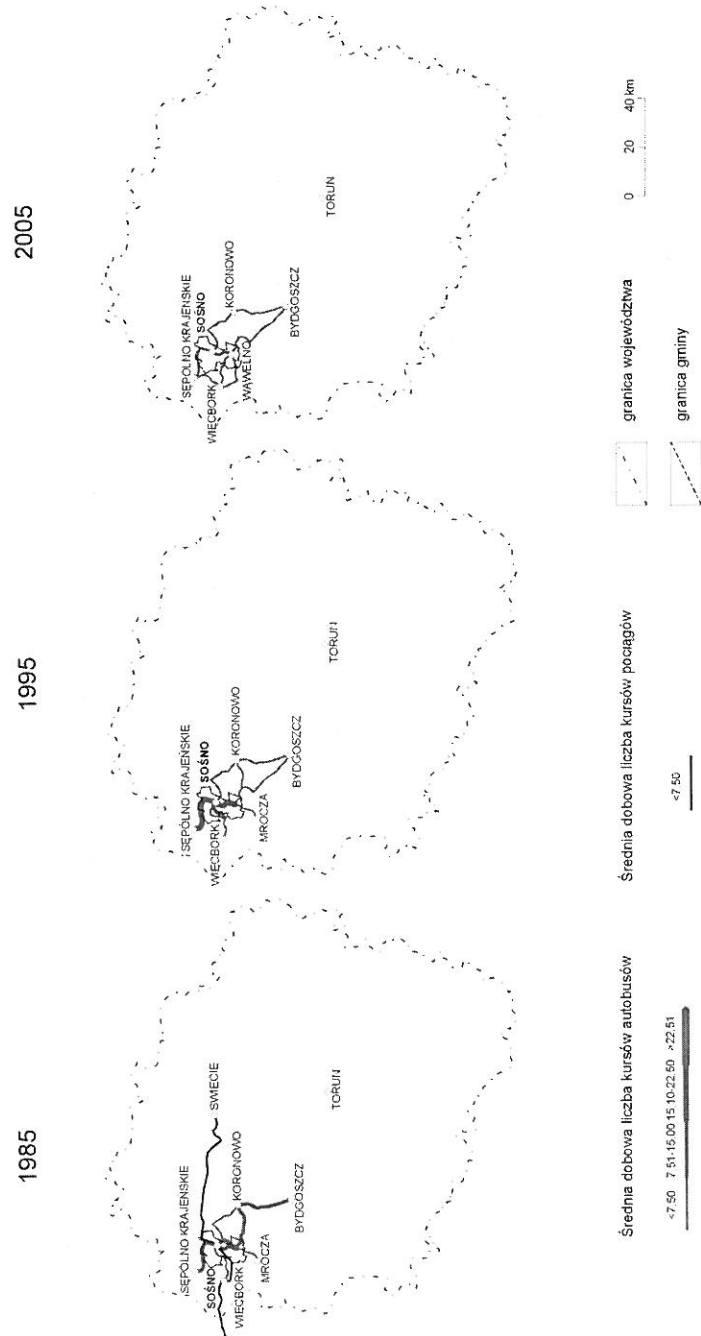 1985
SĘPÓLNO KRAJEŃSKIE
SOŚNO
ŚWIECIE
WIĘCBORK
KORONOWO
MROCZA
BYDGOSZCZ
TORUŃ
1995
SĘPÓLNO KRAJEŃSKIE
SOŚNO
WIĘCBORK
KORONOWO
MROCZA
BYDGOSZCZ
TORUŃ
2005
SĘPOLNO KRAJEŃSKIE
SOŚNO
WIĘCBORK
KORONOWO
WĄWELNO
BYDGOSZCZ
TORUŃ
Średnia dobowa liczba kursów autobusów
<7.50 7.51-15.00 15.10-22.50 >22.51
Średnia dobowa liczba kursów pociągów
<7.50
granica województwa
granica gminy
0 20 40 km